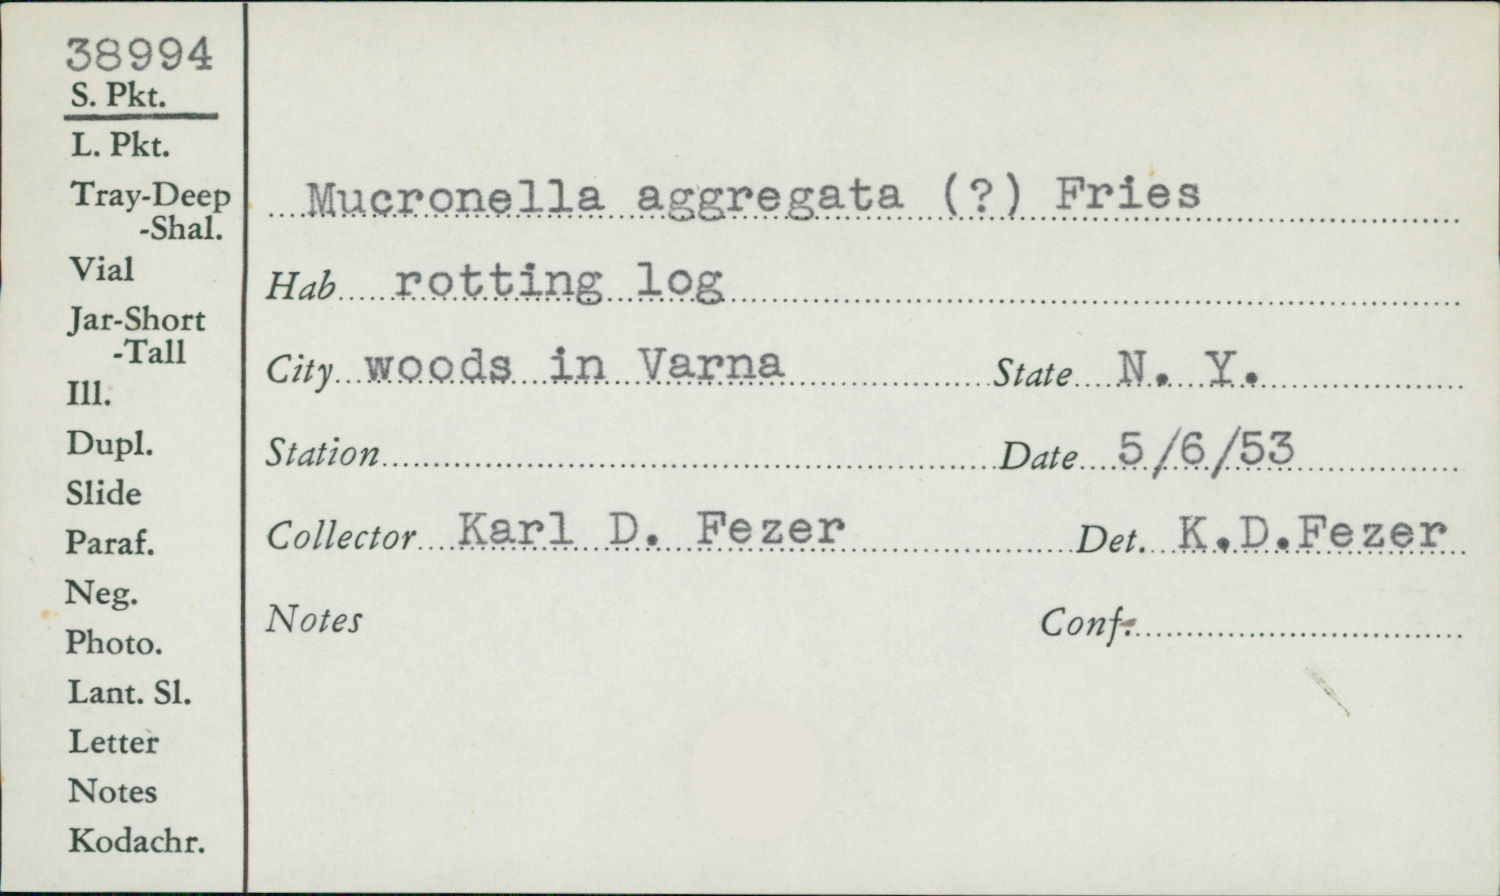 38994
S. Pkt.
L. Pkt.
Tray-Deep
-Shal.
Vial
Jar-Short
-Tall
Ill.
Dupl.
Slide
Paraf.
Neg.
Photo.
Lant. Sl.
Letter
Notes
Kodachr.
Mucronella aggregata (?) Fries
Hab rotting log
City woods in Varna State N. Y.
Station Date 5/6/53
Collector Karl D. Fezer Det. K.D.Fezer
Notes Conf.